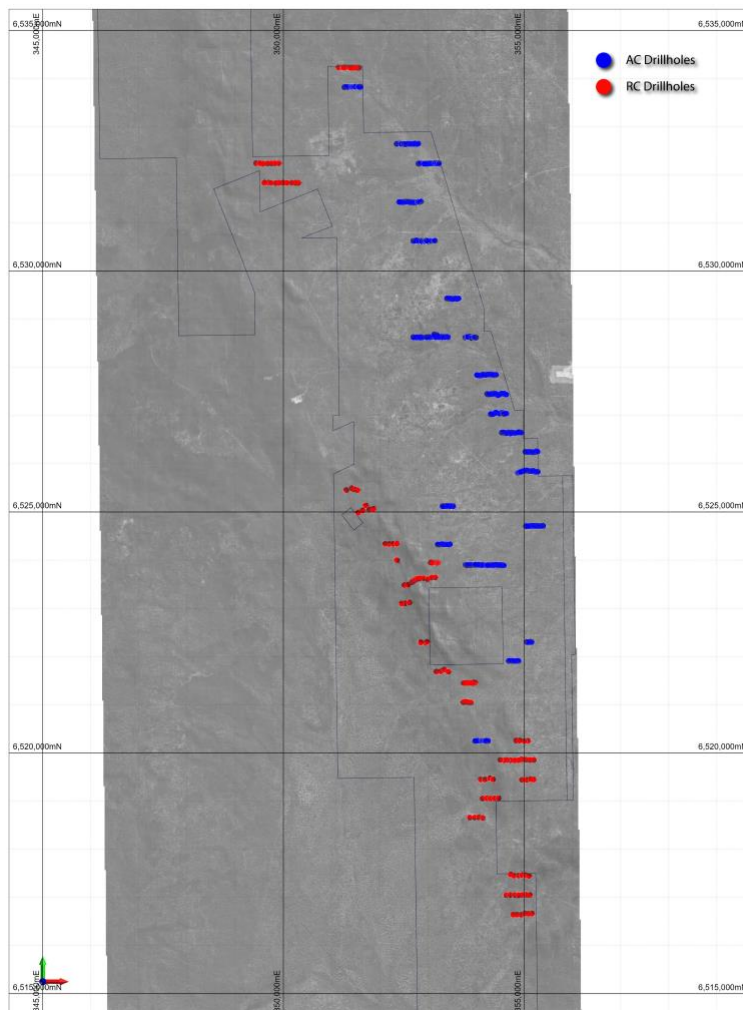 345,000mE
350,000mE
355,000mE
6,535,000mN
6,535,000mN
AC Drillholes
RC Drillholes
6,530,000mN
6,530,000mN
6,525,000mN
6,525,000mN
6,520,000mN
6,520,000mN
6,515,000mN
6,515,000mN
345,000mE
350,000mE
355,000mE